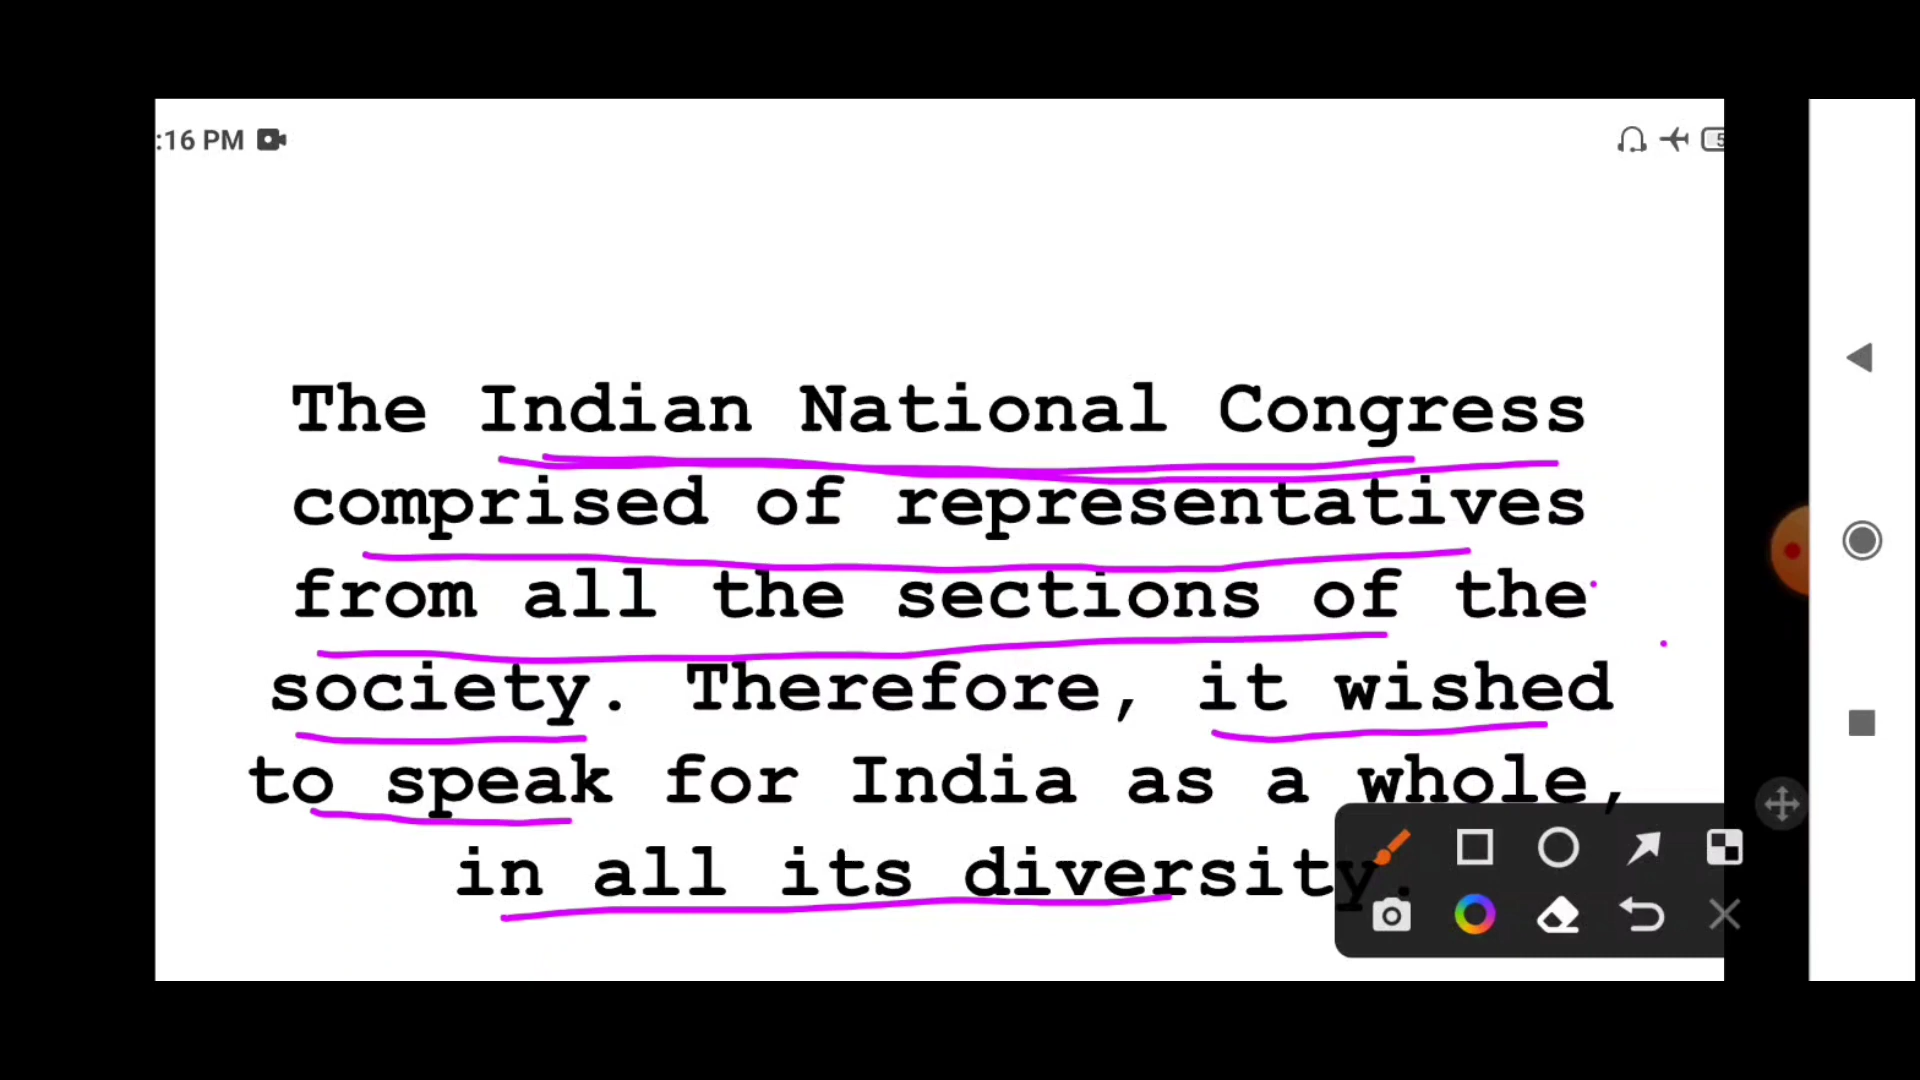 :16 PM
The Indian National Congress
comprised of representatives
from all the sections of the
society. Therefore, it wished
to speak for India as a whole,
in all its diversity.